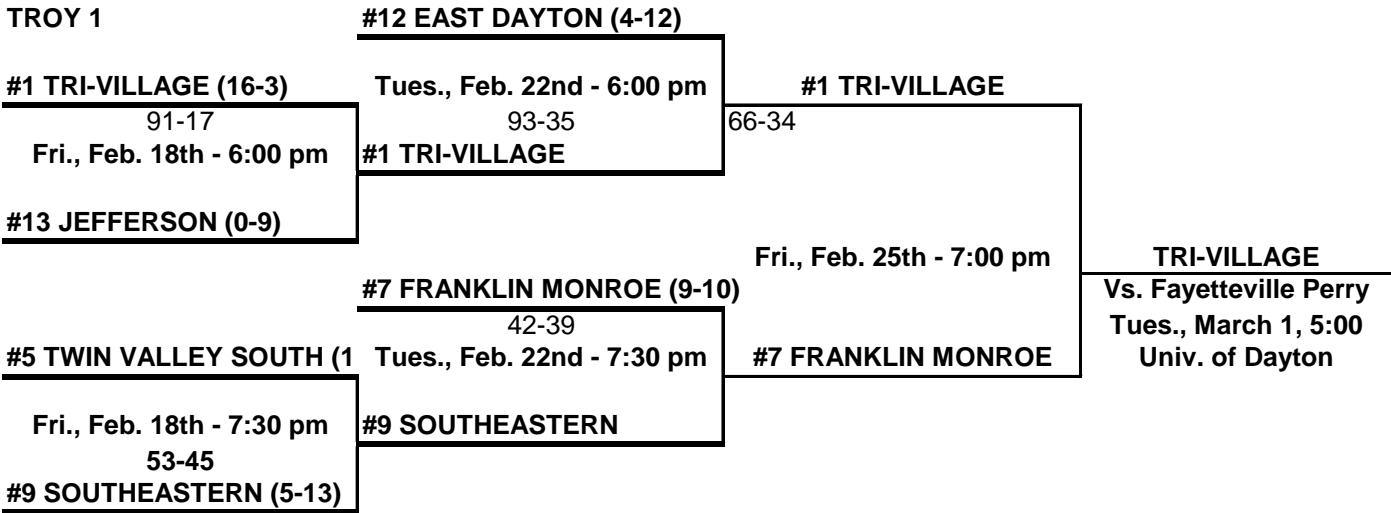 TROY 1
#12 EAST DAYTON (4-12)
#1 TRI-VILLAGE (16-3)
Tues., Feb. 22nd - 6:00 pm
#1 TRI-VILLAGE
91-17
93-35
66-34
Fri., Feb. 18th - 6:00 pm
#1 TRI-VILLAGE
#13 JEFFERSON (0-9)
Fri., Feb. 25th - 7:00 pm
TRI-VILLAGE
#7 FRANKLIN MONROE (9-10)
Vs. Fayetteville Perry
42-39
Tues., March 1, 5:00
#5 TWIN VALLEY SOUTH (1
Tues., Feb. 22nd - 7:30 pm
#7 FRANKLIN MONROE
Univ. of Dayton
Fri., Feb. 18th - 7:30 pm
#9 SOUTHEASTERN
53-45
#9 SOUTHEASTERN (5-13)